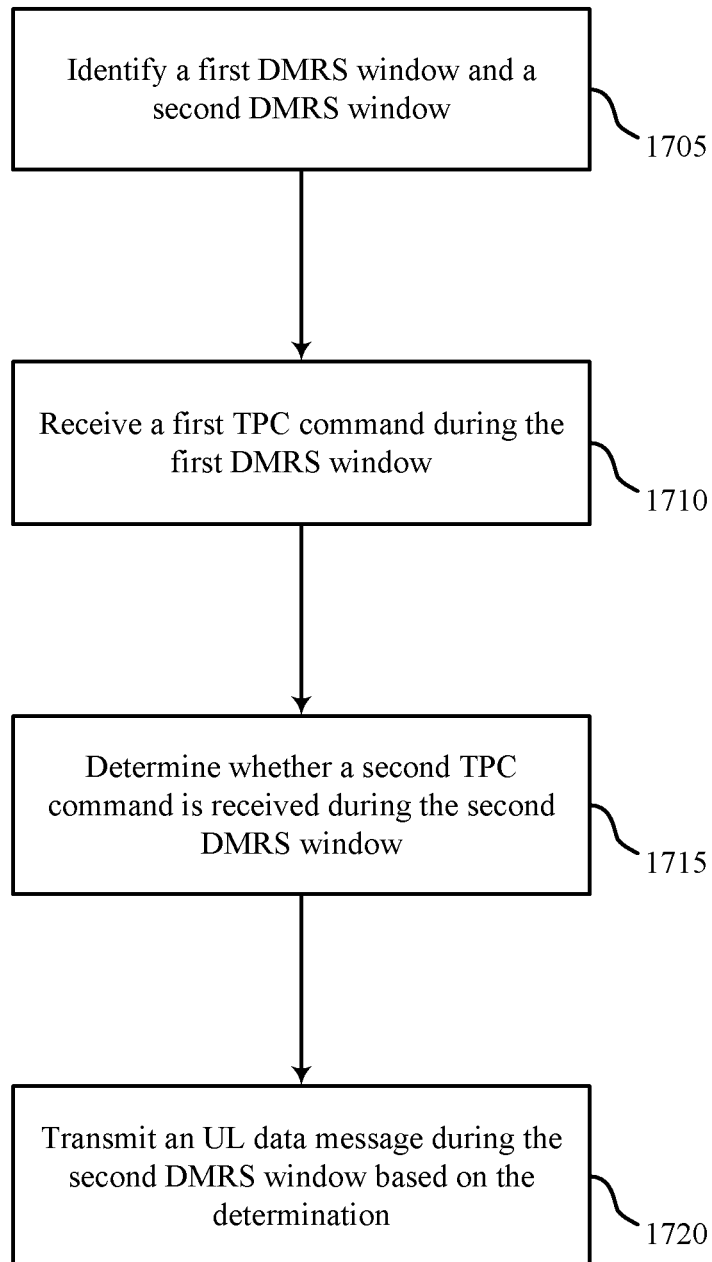 Identify a first DMRS window and a
second DMRS window
1705
Receive a first TPC command during the
first DMRS window
1710
Determine whether a second TPC
command is received during the second
DMRS window
1715
Transmit an UL data message during the
second DMRS window based on the
determination
1720